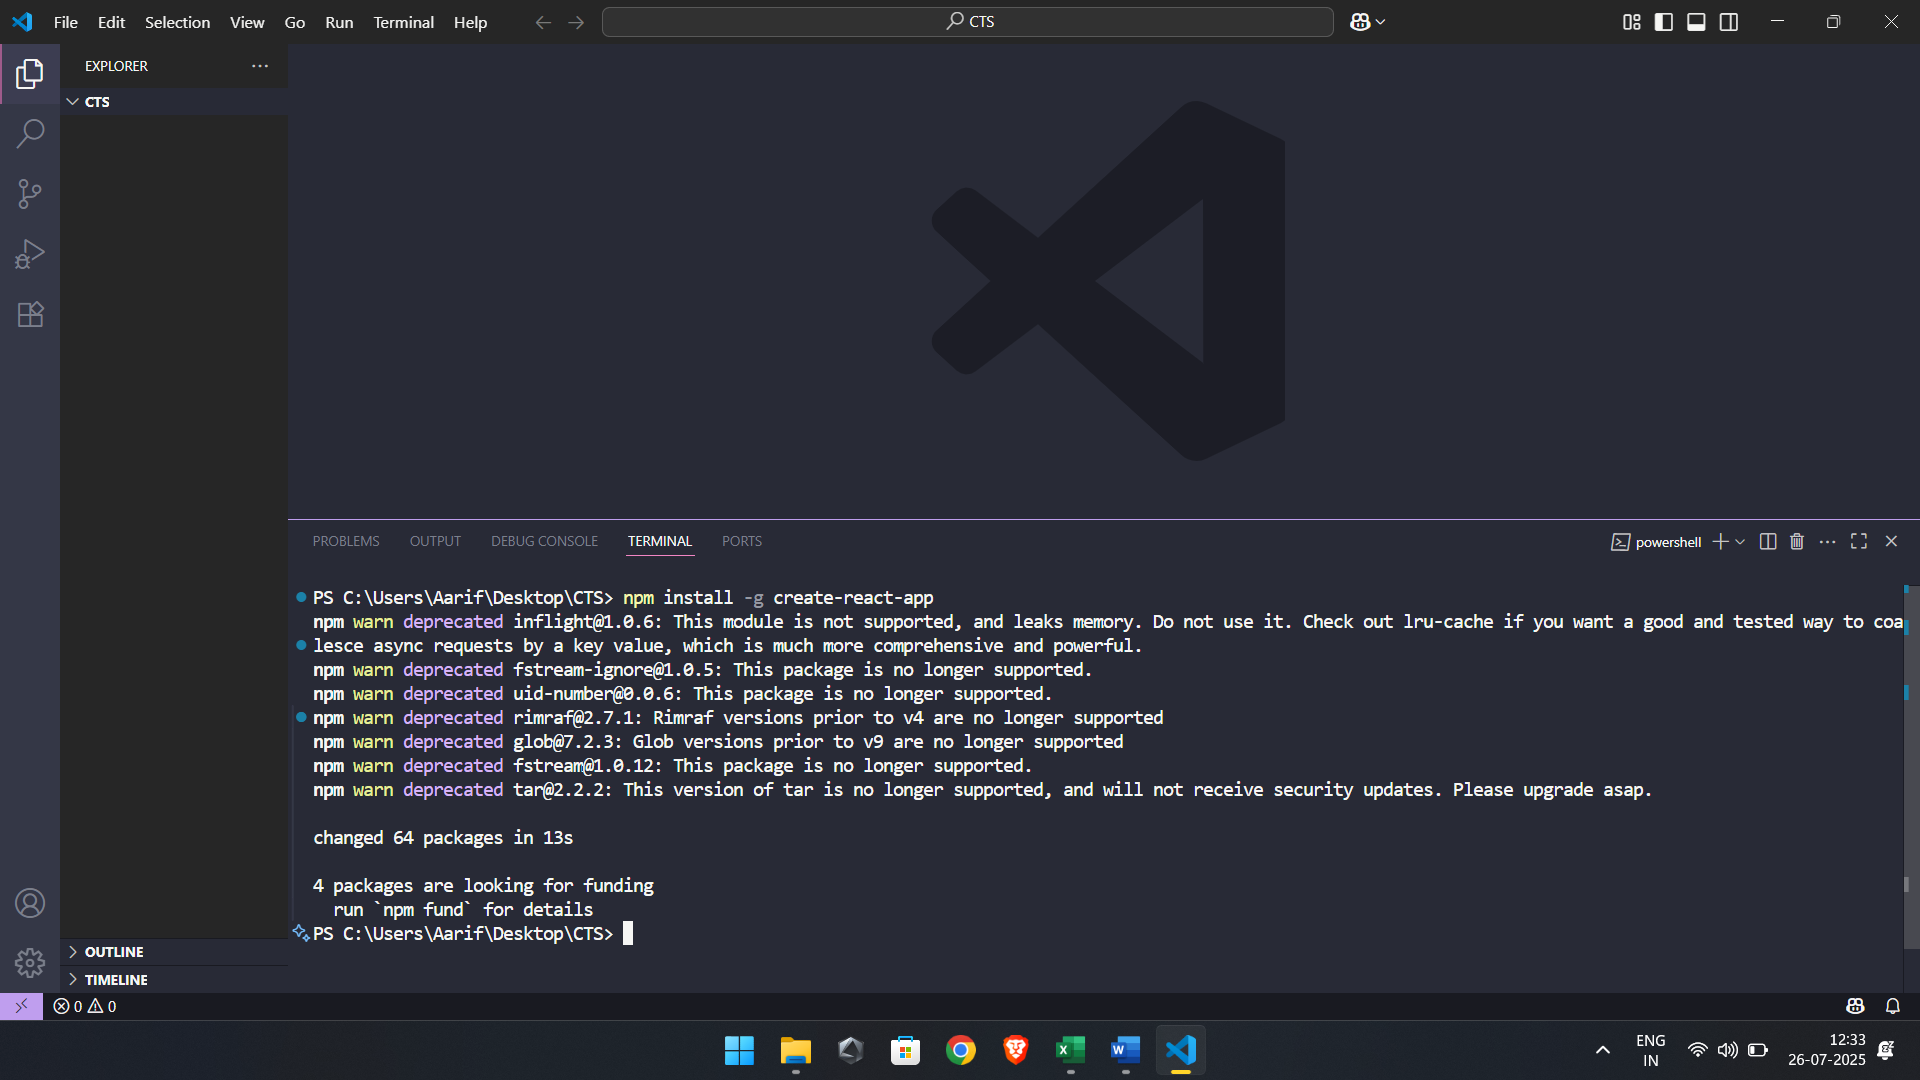 File Edit Selection View Go Run Terminal Help
CTS
EXPLORER
CTS
PROBLEMS OUTPUT DEBUG CONSOLE TERMINAL PORTS
powershell
PS C:\Users\Aarif\Desktop\CTS> npm install -g create-react-app
npm warn deprecated inflight@1.0.6: This module is not supported, and leaks memory. Do not use it. Check out lru-cache if you want a good and tested way to coa
lesce async requests by a key value, which is much more comprehensive and powerful.
npm warn deprecated fstream-ignore@1.0.5: This package is no longer supported.
npm warn deprecated uid-number@0.0.6: This package is no longer supported.
npm warn deprecated rimraf@2.7.1: Rimraf versions prior to v4 are no longer supported
npm warn deprecated glob@7.2.3: Glob versions prior to v9 are no longer supported
npm warn deprecated fstream@1.0.12: This package is no longer supported.
npm warn deprecated tar@2.2.2: This version of tar is no longer supported, and will not receive security updates. Please upgrade asap.
changed 64 packages in 13s
4 packages are looking for funding
run `npm fund` for details
PS C:\Users\Aarif\Desktop\CTS>
OUTLINE
TIMELINE
0 0
ENG
IN
12:33
26-07-2025